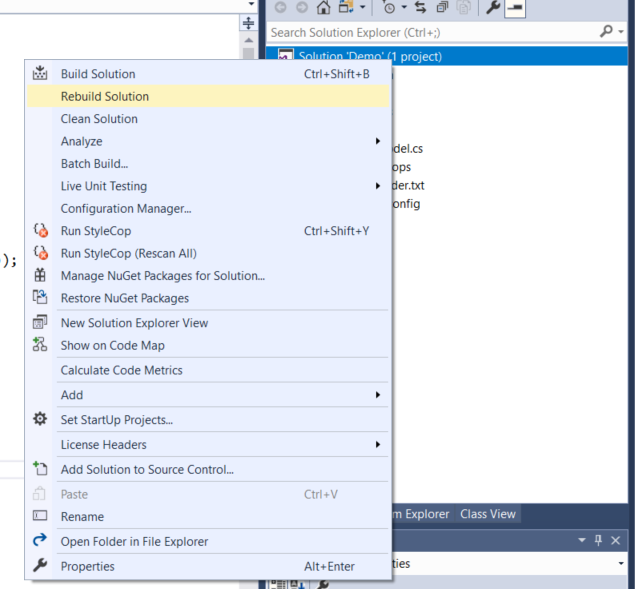 Search Solution Explorer (Ctrl+;)
Solution 'Demo' (1 project)
Build Solution Ctrl+Shift+B
Rebuild Solution
Clean Solution
Analyze
Batch Build...
Live Unit Testing
Configuration Manager...
Run StyleCop Ctrl+Shift+Y
Run StyleCop (Rescan All)
Manage NuGet Packages for Solution...
Restore NuGet Packages
New Solution Explorer View
Show on Code Map
Calculate Code Metrics
Add
Set StartUp Projects...
License Headers
Add Solution to Source Control...
Paste Ctrl+V
Rename
Open Folder in File Explorer
Properties Alt+Enter
);
del.cs
ops
der.txt
onfig
m Explorer Class View
ties